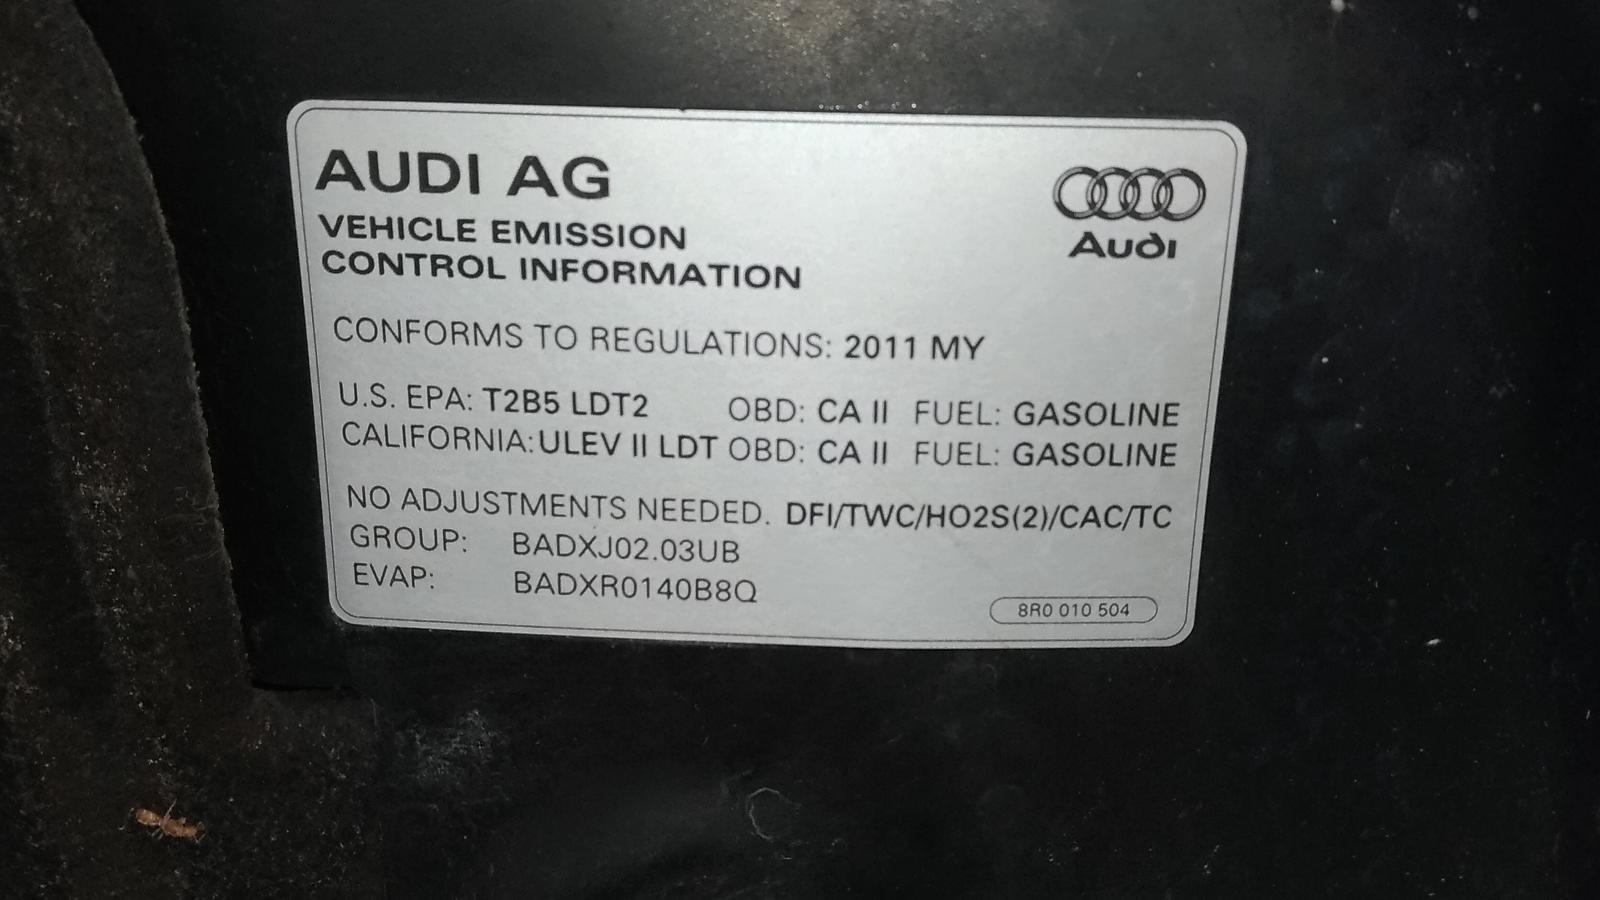 AUDI AG
VEHICLE EMISSION
CONTROL INFORMATION
Audi
CONFORMS TO REGULATIONS: 2011 MY
U.S. EPA: T2B5 LDT2 OBD: CA II FUEL: GASOLINE
CALIFORNIA: ULEV II LDT OBD: CA II FUEL: GASOLINE
NO ADJUSTMENTS NEEDED. DFI/TWC/HO2S(2)/CAC/TC
GROUP: BADXJ02.03UB
EVAP: BADXR0140B8Q
8R0 010 504